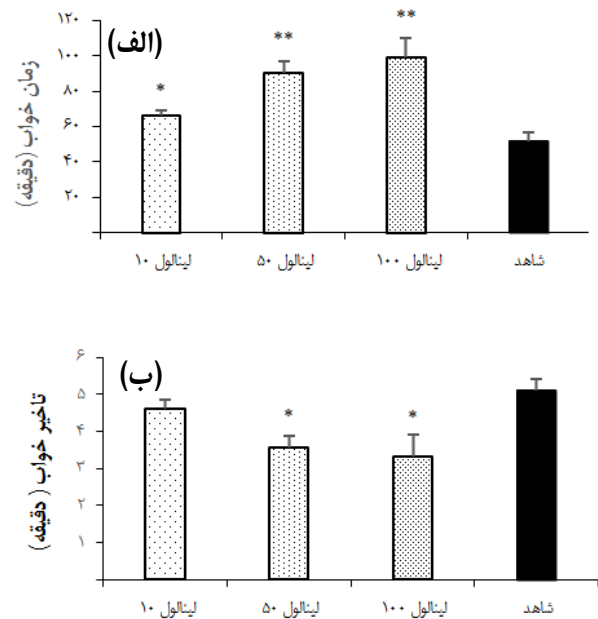 (الف)
زمان خواب (دقیقه)
۱۲۰
۱۰۰
۸۰
۶۰
۴۰
۲۰
*
**
**
لینالول ۱۰
لینالول ۵۰
لینالول ۱۰۰
شاهد
(ب)
تاخیر خواب ( دقیقه )
۶
۵
۴
۳
۲
۱
*
*
لینالول ۱۰
لینالول ۵۰
لینالول ۱۰۰
شاهد